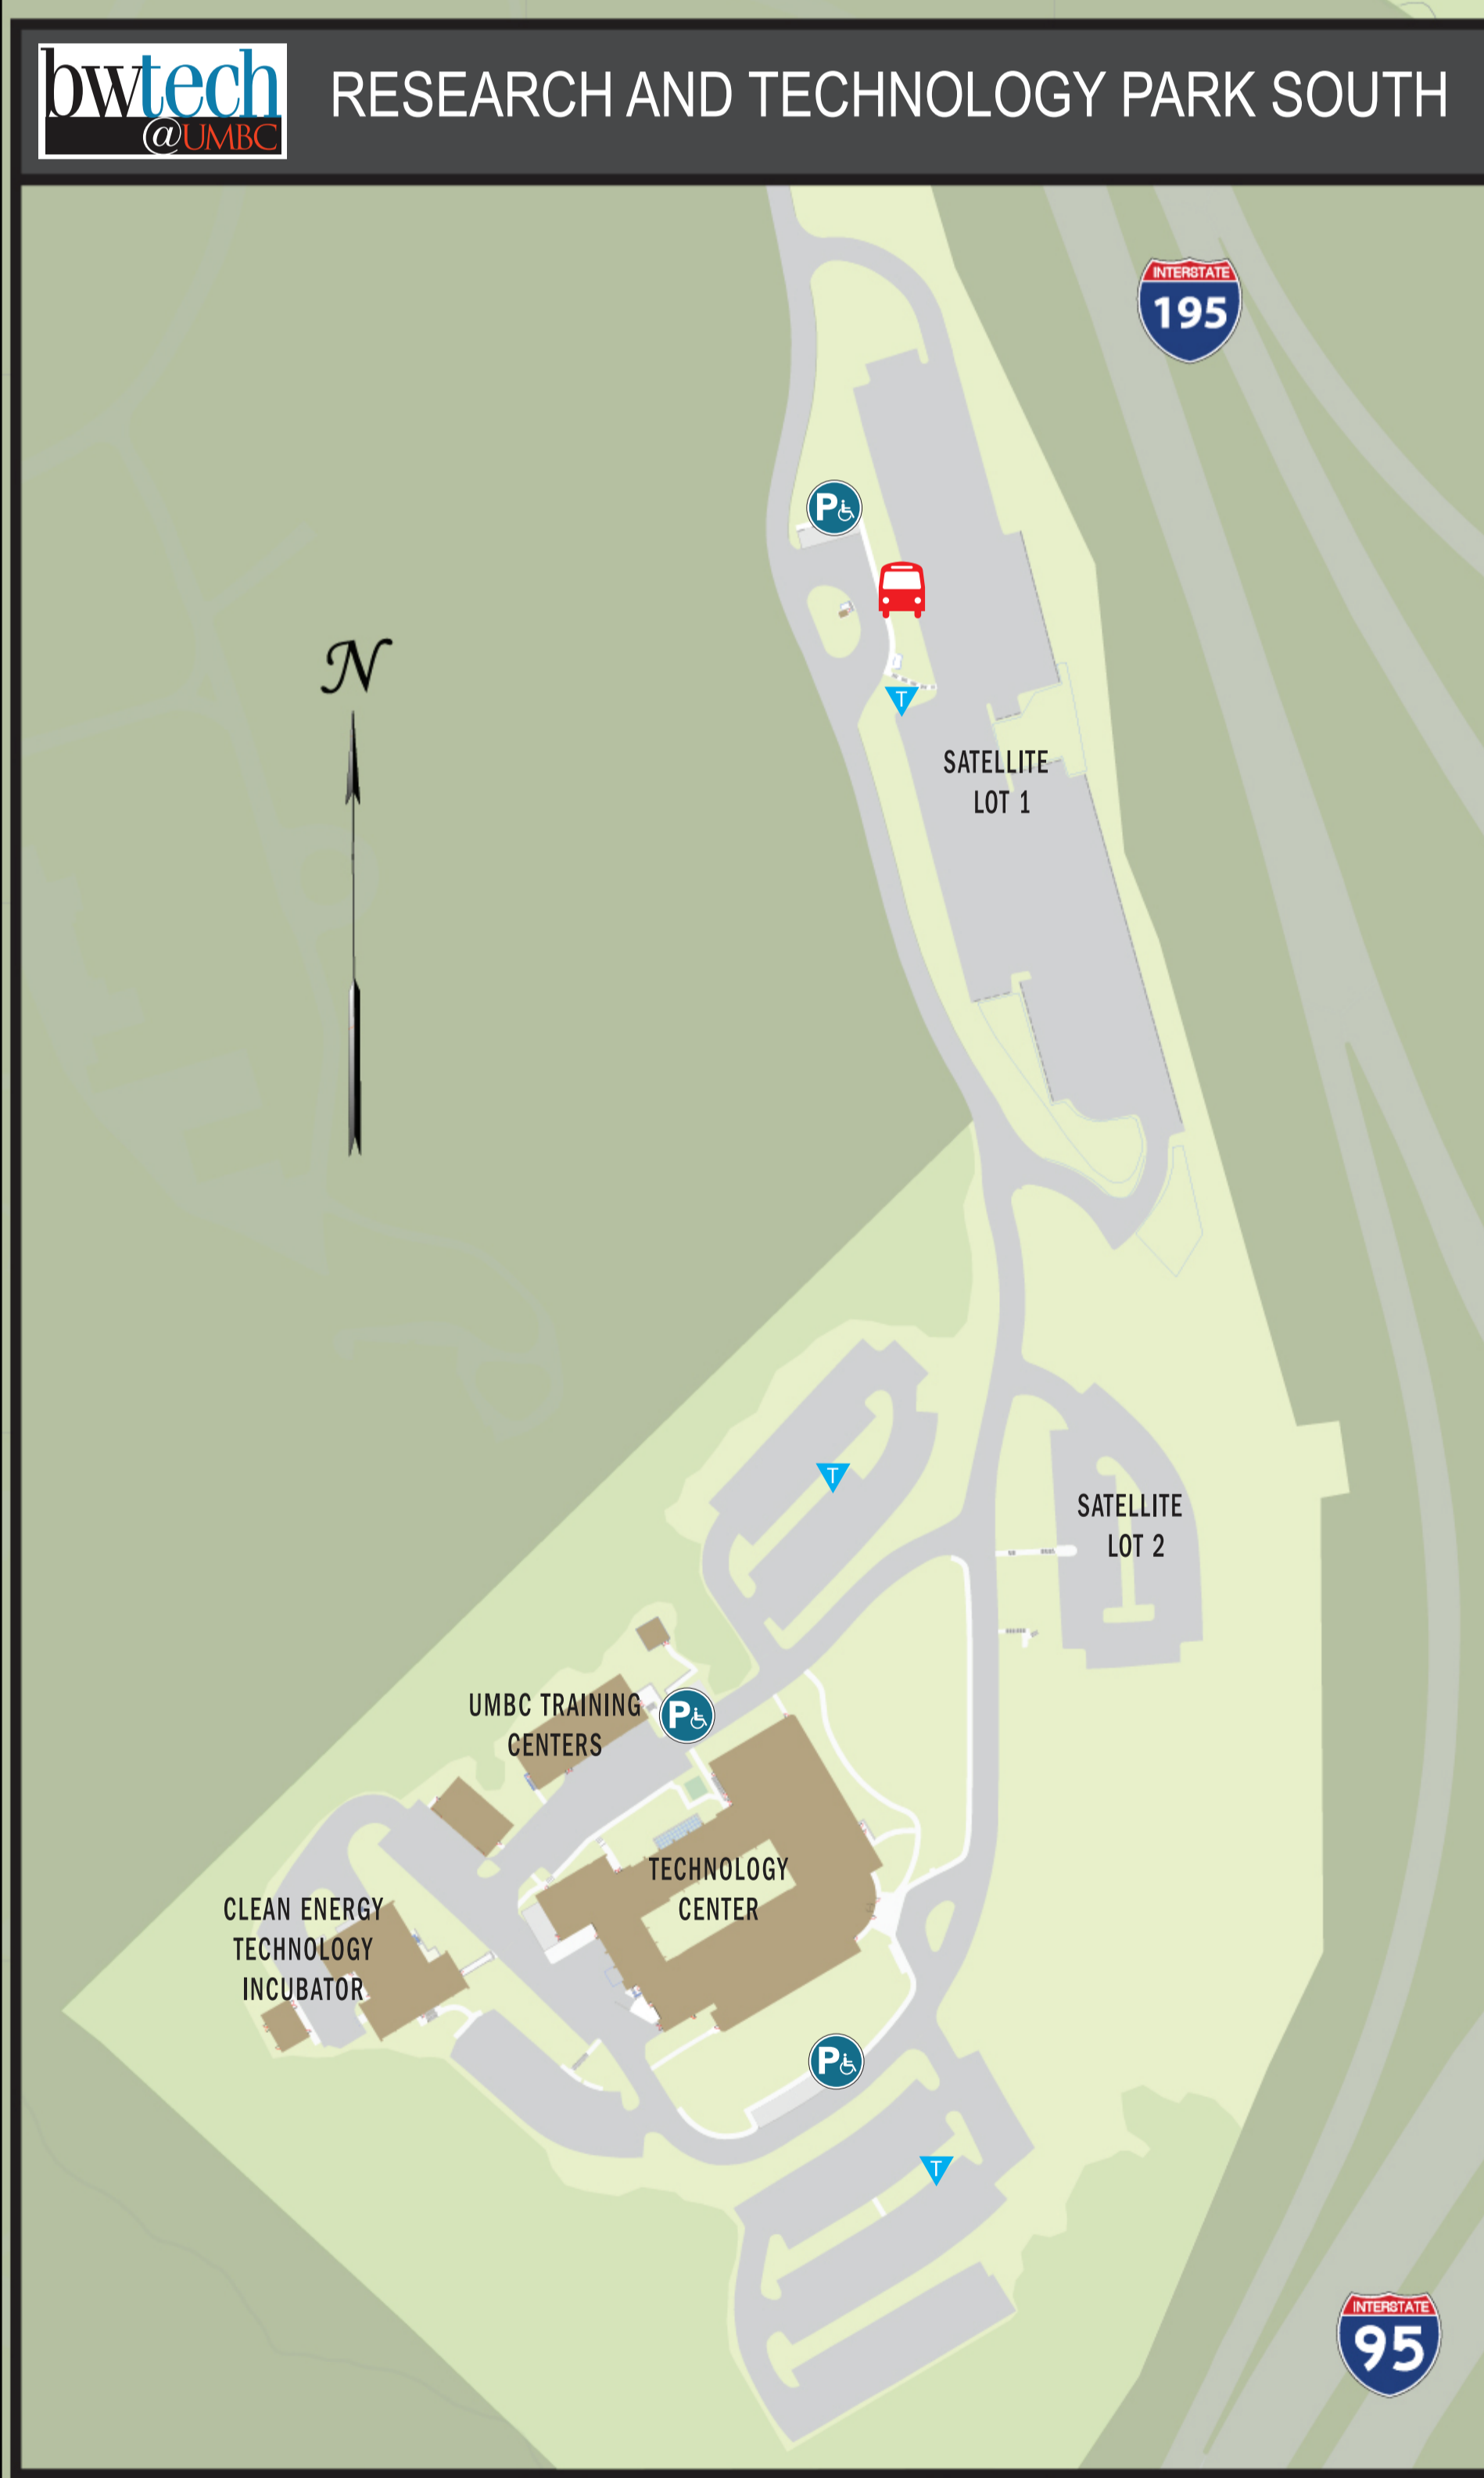 bwtech
@UMBC
RESEARCH AND TECHNOLOGY PARK SOUTH
INTERSTATE
195
P
N
T
SATELLITE
LOT 1
T
SATELLITE
LOT 2
UMBC TRAINING
CENTERS
P
TECHNOLOGY
CENTER
CLEAN ENERGY
TECHNOLOGY
INCUBATOR
P
T
INTERSTATE
95